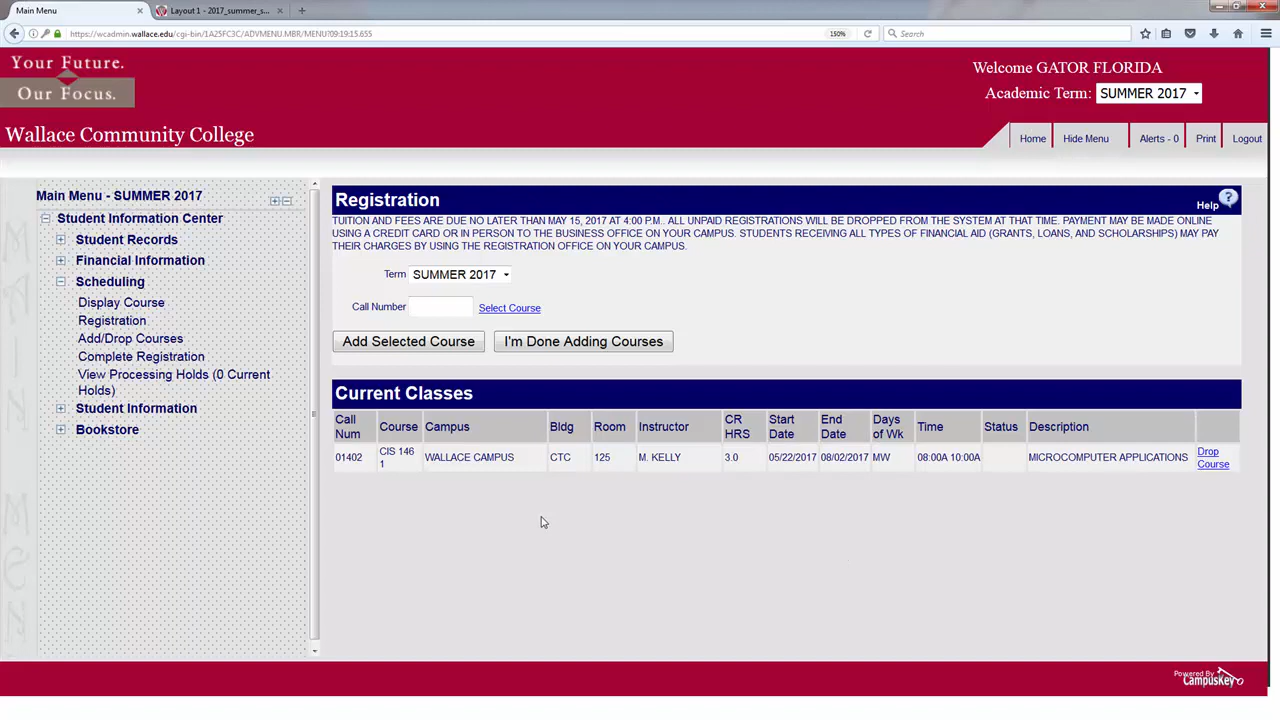 Main Menu
Layout 1 - 2017_summer_s...
https://wcadmin.wallace.edu/cgi-bin/1A25FC3C/ADVMENU.MBR/MENU?09:19:15.655
150%
Search
Your Future.
Our Focus.
Welcome GATOR FLORIDA
Academic Term: SUMMER 2017
Wallace Community College
Home
Hide Menu
Alerts - 0
Print
Logout
Main Menu - SUMMER 2017
Student Information Center
Student Records
Financial Information
Scheduling
Display Course
Registration
Add/Drop Courses
Complete Registration
View Processing Holds (0 Current
Holds)
Student Information
Bookstore
Registration
Help
TUITION AND FEES ARE DUE NO LATER THAN MAY 15, 2017 AT 4:00 P.M.. ALL UNPAID REGISTRATIONS WILL BE DROPPED FROM THE SYSTEM AT THAT TIME. PAYMENT MAY BE MADE ONLINE
USING A CREDIT CARD OR IN PERSON TO THE BUSINESS OFFICE ON YOUR CAMPUS. STUDENTS RECEIVING ALL TYPES OF FINANCIAL AID (GRANTS, LOANS, AND SCHOLARSHIPS) MAY PAY
THEIR CHARGES BY USING THE REGISTRATION OFFICE ON YOUR CAMPUS.
Term SUMMER 2017
Call Number Select Course
Add Selected Course I'm Done Adding Courses
Current Classes
Call Num Course Campus Bldg Room Instructor CR HRS Start Date End Date Days of Wk Time Status Description
01402 CIS 146 1 WALLACE CAMPUS CTC 125 M. KELLY 3.0 05/22/2017 08/02/2017 MW 08:00A 10:00A MICROCOMPUTER APPLICATIONS Drop Course
Powered By
CampusKey